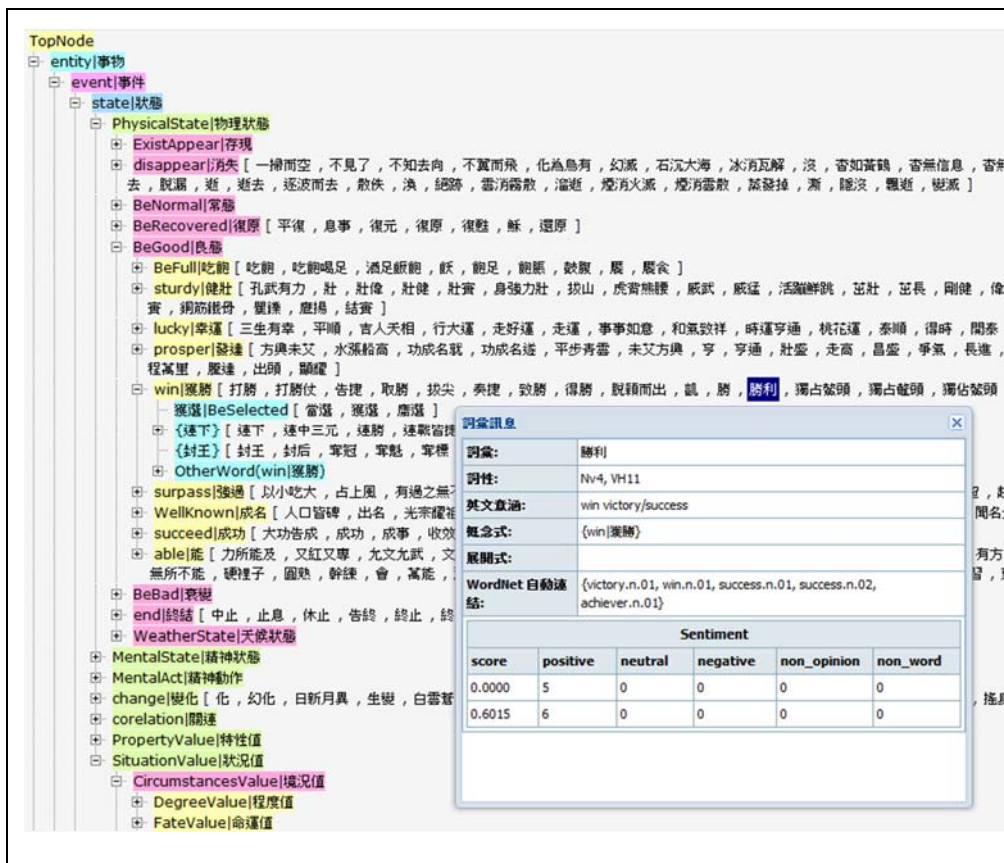 TopNode
entity|事物
event|事件
state|狀態
PhysicalState|物理狀態
ExistAppear|存現
disappear|消失 [ 一掃而空 , 不見了 , 不知去向 , 不翼而飛 , 化為烏有 , 幻滅 , 石沉大海 , 冰消瓦解 , 沒 , 杳如黃鶴 , 杳無信息 , 杳無
去 , 脫漏 , 逝 , 逝去 , 逐波而去 , 散佚 , 渙 , 絕跡 , 雲消霧散 , 溜逝 , 煙消火滅 , 煙消雲散 , 蒸發掉 , 澌 , 隱沒 , 飄逝 , 變滅 ]
BeNormal|常態
BeRecovered|復原 [ 平復 , 息事 , 復元 , 復原 , 復甦 , 穌 , 還原 ]
BeGood|良態
BeFull|吃飽 [ 吃飽 , 吃飽喝足 , 酒足飯飽 , 飫 , 飽足 , 飽脹 , 鼓腹 , 饜 , 饜食 ]
sturdy|健壯 [ 孔武有力 , 壯 , 壯偉 , 壯健 , 壯實 , 身強力壯 , 拔山 , 虎背熊腰 , 威武 , 威猛 , 活蹦鮮跳 , 茁壯 , 茁長 , 剛健 , 偉
實 , 銅筋鐵骨 , 矍鑠 , 鷹揚 , 結實 ]
lucky|幸運 [ 三生有幸 , 平順 , 吉人天相 , 行大運 , 走好運 , 走運 , 事事如意 , 和氣致祥 , 時運亨通 , 桃花運 , 泰順 , 得時 , 開泰
prosper|發達 [ 方興未艾 , 水漲船高 , 功成名就 , 功成名遂 , 平步青雲 , 未艾方興 , 亨 , 亨通 , 壯盛 , 走高 , 昌盛 , 爭氣 , 長進 ,
程萬里 , 騰達 , 出頭 , 顯耀 ]
win|獲勝 [ 打勝 , 打勝仗 , 告捷 , 取勝 , 拔尖 , 奏捷 , 致勝 , 得勝 , 脫穎而出 , 凱 , 勝 , 勝利 , 獨占鰲頭 , 獨占鼇頭 , 獨佔鰲頭
獲選|BeSelected [ 當選 , 獲選 , 膺選 ]
{連下} [ 連下 , 連中三元 , 連勝 , 連戰皆捷
{封王} [ 封王 , 封后 , 奪冠 , 奪魁 , 奪標
OtherWord(win|獲勝)
surpass|強過 [ 以小吃大 , 占上風 , 有過之無不
WellKnown|成名 [ 人口皆碑 , 出名 , 光宗耀祖
聞名
succeed|成功 [ 大功告成 , 成功 , 成事 , 收效
able|能 [ 力所能及 , 又紅又專 , 允文允武 , 文
有方
無所不能 , 硬裡子 , 圓熟 , 幹練 , 會 , 萬能 ,
BeBad|衰變
end|終結 [ 中止 , 止息 , 休止 , 告終 , 終止 , 終
WeatherState|天候狀態
MentalState|精神狀態
MentalAct|精神動作
change|變化 [ 化 , 幻化 , 日新月異 , 生變 , 白雲蒼
, 搖身
corelation|關連
PropertyValue|特性值
SituationValue|狀況值
CircumstancesValue|境況值
DegreeValue|程度值
FateValue|命運值
詞彙訊息
詞彙: 勝利
詞性: Nv4, VH11
英文意涵: win victory/success
概念式: {win|獲勝}
展開式:
WordNet 自動連結: {victory.n.01, win.n.01, success.n.01, success.n.02,
achiever.n.01}
Sentiment
score positive neutral negative non_opinion non_word
0.0000 5 0 0 0 0
0.6015 6 0 0 0 0